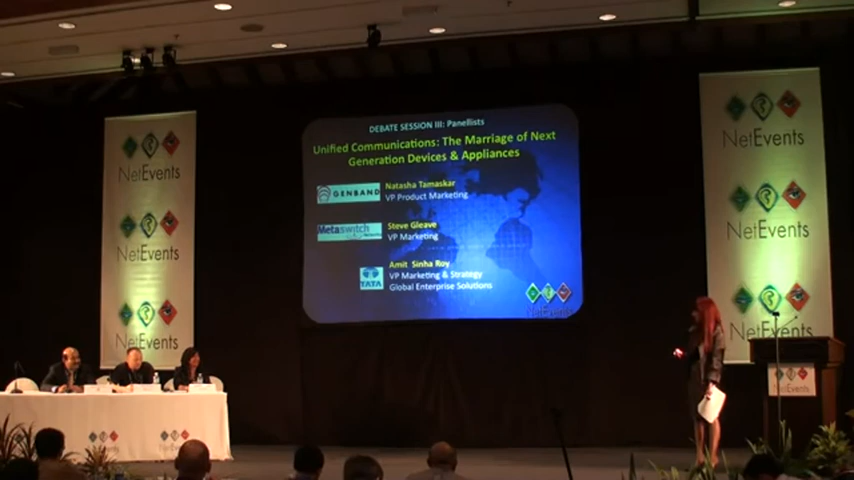 DEBATE SESSION III: Panellists
Unified Communications: The Marriage of Next
Generation Devices & Appliances
GENBAND
Natasha Tamaskar
VP Product Marketing
Metaswitch
Steve Gleave
VP Marketing
TATA
Amit Sinha Roy
VP Marketing & Strategy
Global Enterprise Solutions
NetEvents
NetEvents
NetEvents
NetEvents
NetEvents
NetEvents
NetEvents
NetEvents